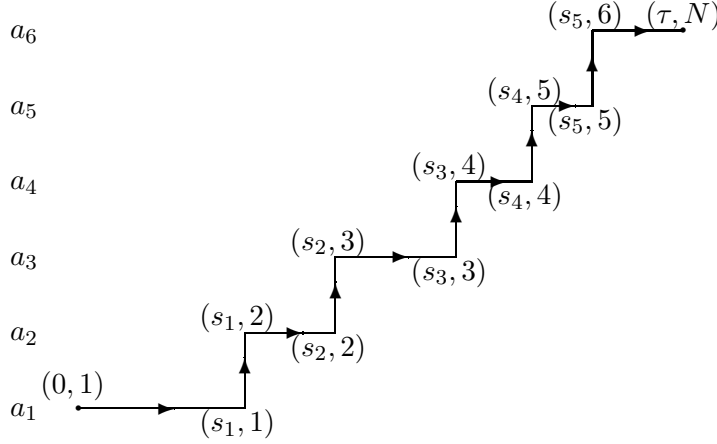 a₆ (s₅, 6) (τ, N)
a₅ (s₄, 5) (s₅, 5)
a₄ (s₃, 4) (s₄, 4)
a₃ (s₂, 3) (s₃, 3)
a₂ (s₁, 2) (s₂, 2)
(0, 1)
a₁ (s₁, 1)